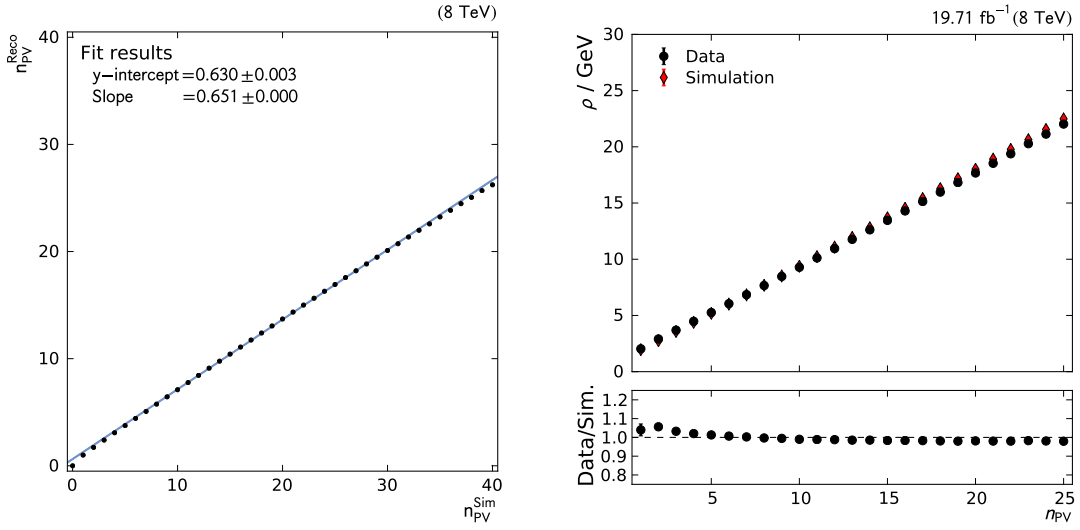 (8 TeV)
n_PV^Reco
Fit results
y−intercept =0.630 ±0.003
Slope =0.651 ±0.000
40
30
20
10
0
0 10 20 30 40
n_PV^Sim
19.71 fb⁻¹ (8 TeV)
ρ / GeV
Data
Simulation
30
25
20
15
10
5
0
Data/Sim.
1.2
1.1
1.0
0.9
0.8
5 10 15 20 25
n_PV